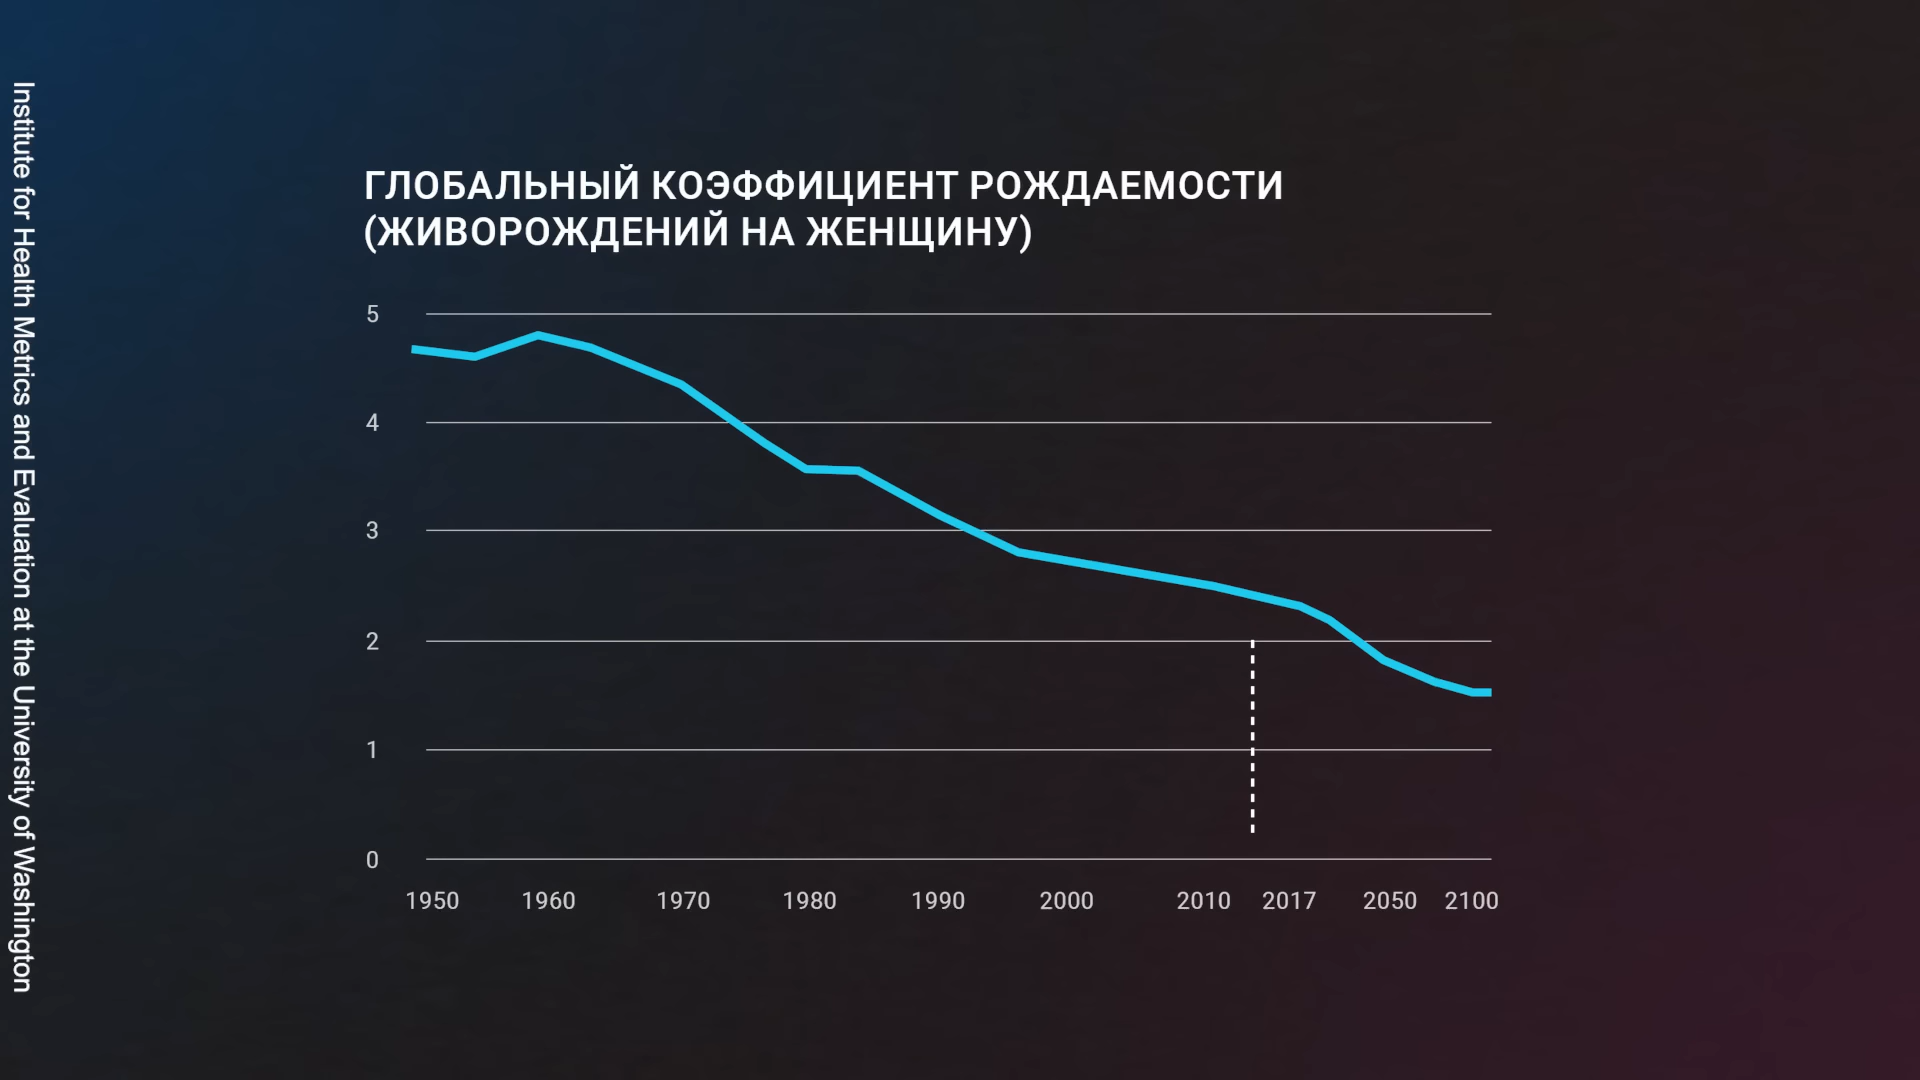 Institute for Health Metrics and Evaluation at the University of Washington
ГЛОБАЛЬНЫЙ КОЭФФИЦИЕНТ РОЖДАЕМОСТИ
(ЖИВОРОЖДЕНИЙ НА ЖЕНЩИНУ)
5
4
3
2
1
0
1950 1960 1970 1980 1990 2000 2010 2017 2050 2100